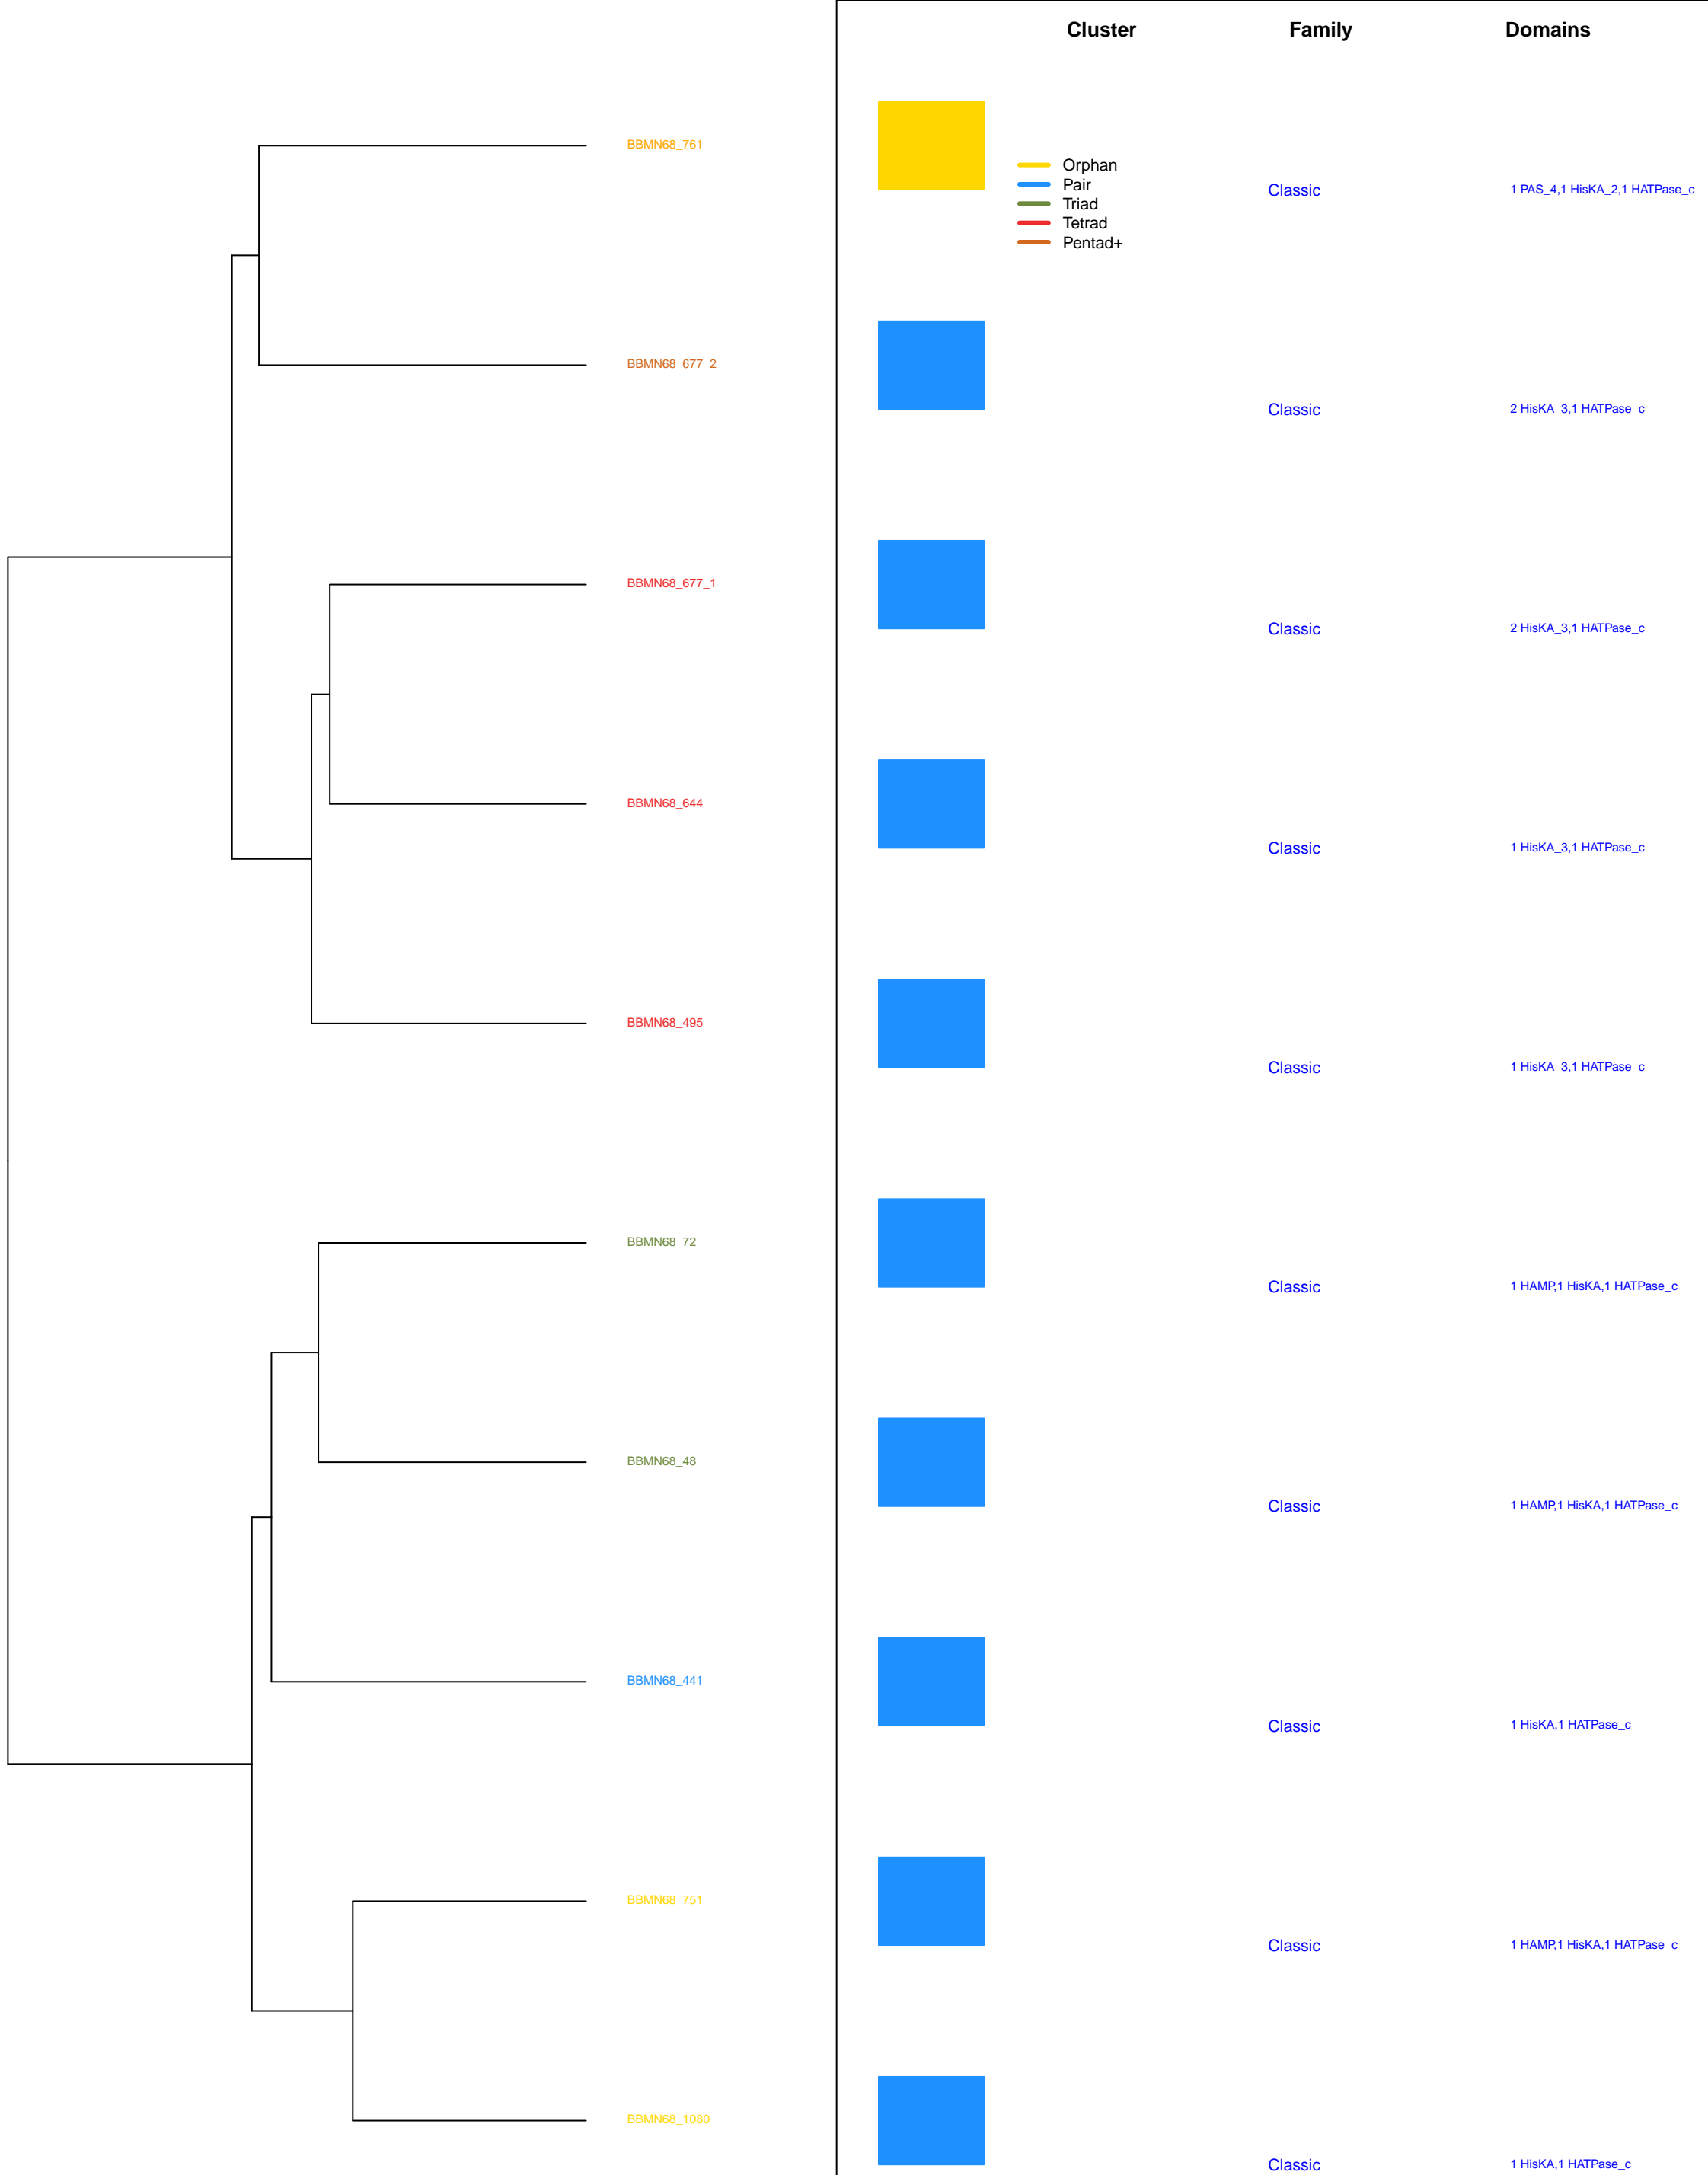 Cluster Family Domains
BBMN68_761
Orphan
Pair
Triad
Tetrad
Pentad+
Classic 1 PAS_4,1 HisKA_2,1 HATPase_c
BBMN68_677_2
Classic 2 HisKA_3,1 HATPase_c
BBMN68_677_1
Classic 2 HisKA_3,1 HATPase_c
BBMN68_644
Classic 1 HisKA_3,1 HATPase_c
BBMN68_495
Classic 1 HisKA_3,1 HATPase_c
BBMN68_72
Classic 1 HAMP,1 HisKA,1 HATPase_c
BBMN68_48
Classic 1 HAMP,1 HisKA,1 HATPase_c
BBMN68_441
Classic 1 HisKA,1 HATPase_c
BBMN68_751
Classic 1 HAMP,1 HisKA,1 HATPase_c
BBMN68_1080
Classic 1 HisKA,1 HATPase_c